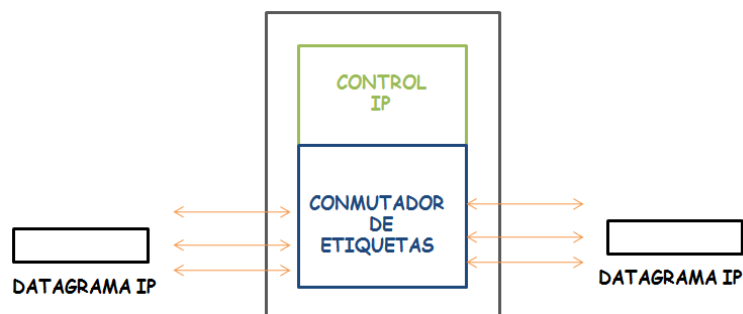 CONTROL
IP
CONMUTADOR
DE
ETIQUETAS
DATAGRAMA IP
DATAGRAMA IP